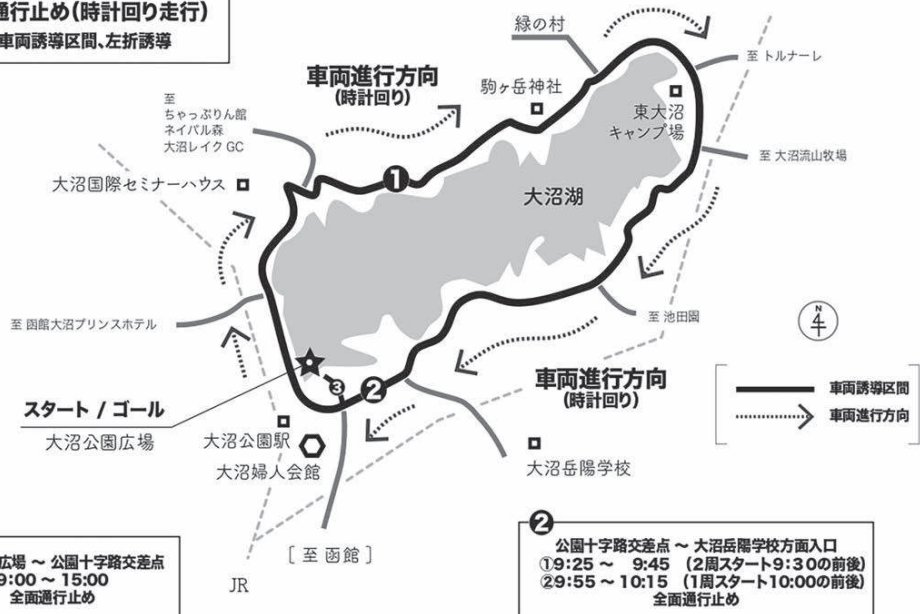 通行止め(時計回り走行)
車両誘導区間、左折誘導
緑の村
至 トルナーレ
車両進行方向
(時計回り)
駒ヶ岳神社
東大沼
キャンプ場
至
ちゃっぷりん館
ネイパル森
大沼レイクGC
至 大沼流山牧場
大沼国際セミナーハウス
1
大沼湖
至 函館大沼プリンスホテル
至 池田園
N
4
3
2
車両進行方向
(時計回り)
車両誘導区間
車両進行方向
スタート / ゴール
大沼公園広場
大沼公園駅
大沼婦人会館
大沼岳陽学校
[ 至 函館 ]
JR
広場 ~ 公園十字路交差点
9:00 ~ 15:00
全面通行止め
2
公園十字路交差点 ~ 大沼岳陽学校方面入口
①9:25 ~ 9:45 (2周スタート9:30の前後)
②9:55 ~ 10:15 (1周スタート10:00の前後)
全面通行止め